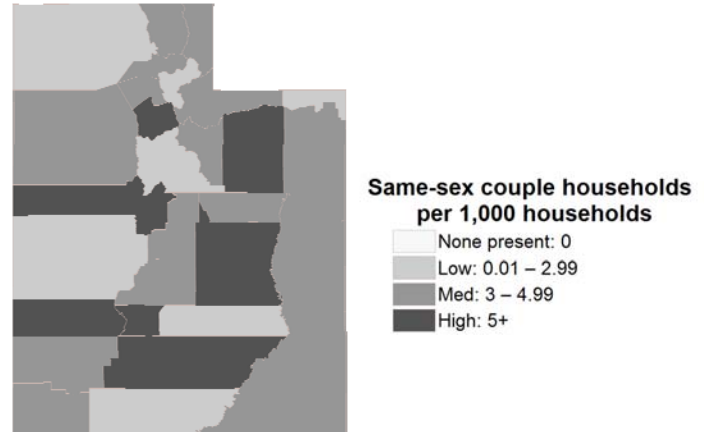 Same-sex couple households
per 1,000 households
None present: 0
Low: 0.01 – 2.99
Med: 3 – 4.99
High: 5+